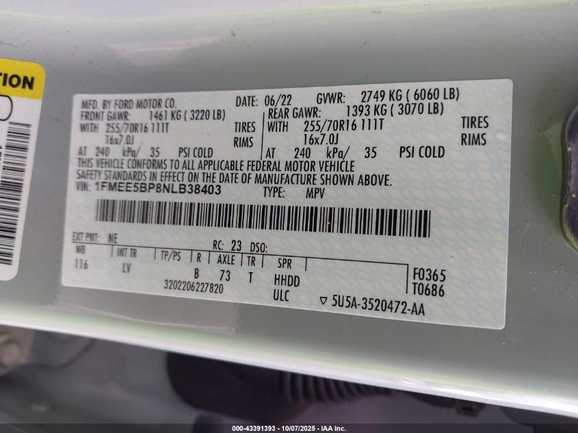 TION
MFD. BY FORD MOTOR CO.
DATE: 06/22 GVWR: 2749 KG ( 6060 LB)
FRONT GAWR: 1461 KG ( 3220 LB) REAR GAWR: 1393 KG ( 3070 LB)
WITH 255/70R16 111T TIRES WITH 255/70R16 111T TIRES
16x7.0J RIMS 16x7.0J RIMS
AT 240 kPa/ 35 PSI COLD AT 240 kPa/ 35 PSI COLD
THIS VEHICLE CONFORMS TO ALL APPLICABLE FEDERAL MOTOR VEHICLE
SAFETY STANDARDS IN EFFECT ON THE DATE OF MANUFACTURE SHOWN ABOVE.
VIN: 1FMEE5BP8NLB38403 TYPE: MPV
EXT PNT: NE RC: 23 DSO:
WB INT TR TP/PS R AXLE TR SPR
116 LV B 73 T HHDD
ULC
F0365
T0686
3202206227820
▽ 5U5A-3520472-AA
000-43391393 - 10/07/2025 - IAA Inc.